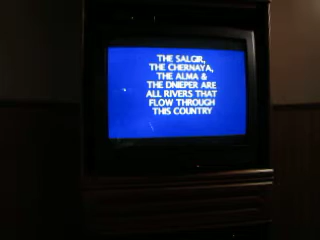 THE SALGIR,
THE CHERNAYA,
THE ALMA &
THE DNIEPER ARE
ALL RIVERS THAT
FLOW THROUGH
THIS COUNTRY